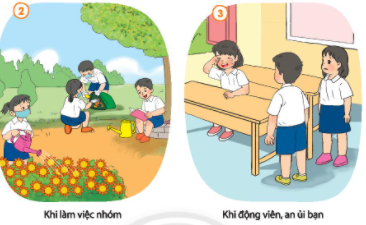 2
3
Khi làm việc nhóm
Khi động viên, an ủi bạn